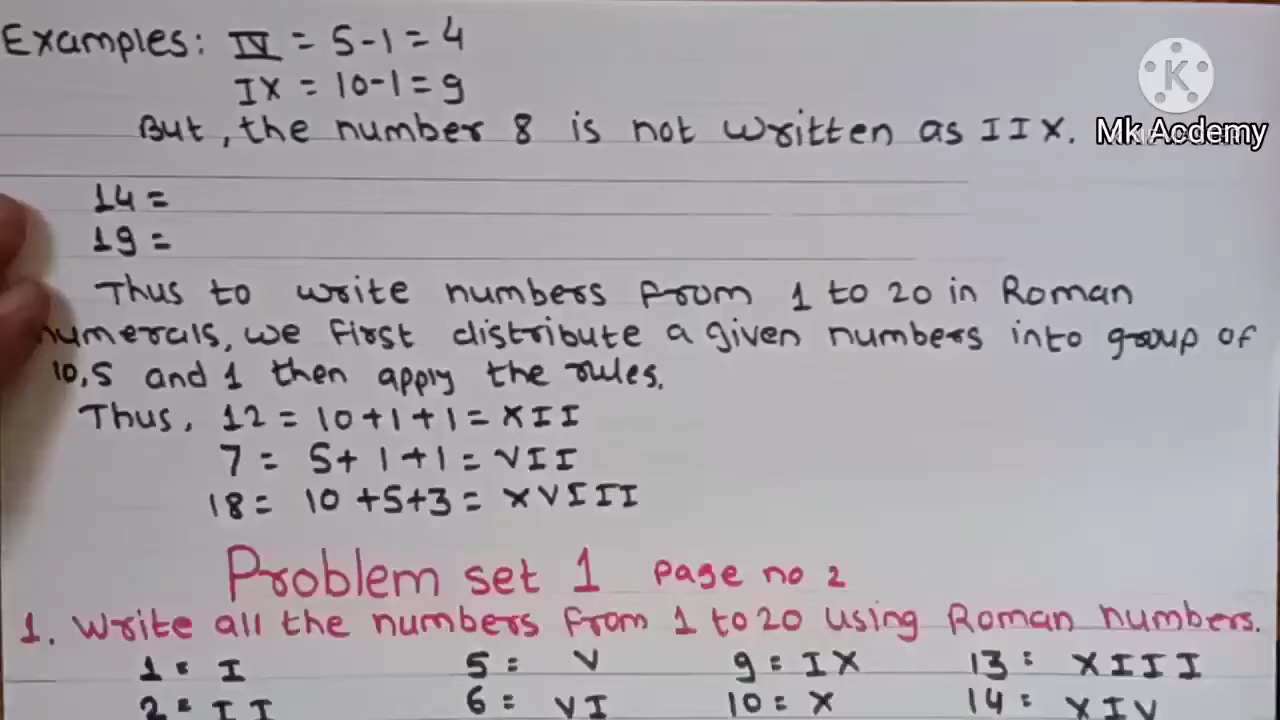 Examples: IV = 5-1 = 4
IX = 10-1 = 9
But, the number 8 is not written as IIX.
Mk Acdemy
14 =
19 =
Thus to write numbers from 1 to 20 in Roman
numerals, we first distribute a given numbers into group of
10,5 and 1 then apply the rules.
Thus, 12 = 10+1+1 = XII
7 = 5+ 1+1 = VII
18 = 10 +5+3 = XVIII
Problem set 1 page no 2
1. Write all the numbers from 1 to 20 using Roman numbers.
1 = I 5 = V 9 = IX 13 = XIII
2 = II 6 = VI 10 = X 14 = XIV